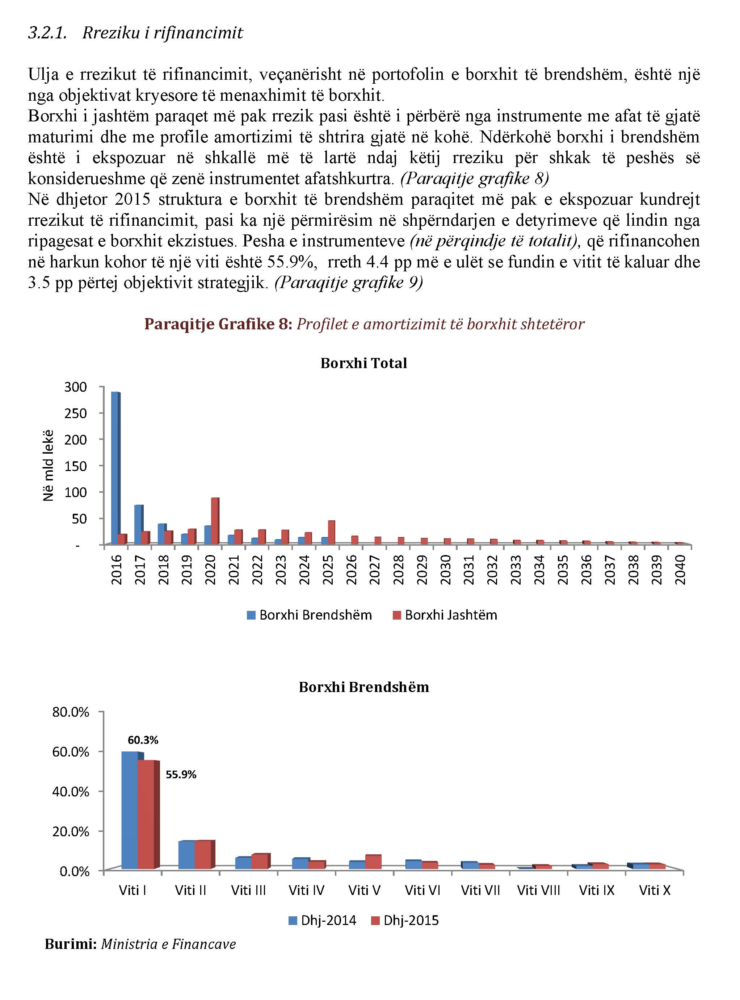 3.2.1. Rreziku i rifinancimit
Ulja e rrezikut të rifinancimit, veçanërisht në portofolin e borxhit të brendshëm, është një
nga objektivat kryesore të menaxhimit të borxhit.
Borxhi i jashtëm paraqet më pak rrezik pasi është i përbërë nga instrumente me afat të gjatë
maturimi dhe me profile amortizimi të shtrira gjatë në kohë. Ndërkohë borxhi i brendshëm
është i ekspozuar në shkallë më të lartë ndaj këtij rreziku për shkak të peshës së
konsiderueshme që zenë instrumentet afatshkurtra. (Paraqitje grafike 8)
Në dhjetor 2015 struktura e borxhit të brendshëm paraqitet më pak e ekspozuar kundrejt
rrezikut të rifinancimit, pasi ka një përmirësim në shpërndarjen e detyrimeve që lindin nga
ripagesat e borxhit ekzistues. Pesha e instrumenteve (në përqindje të totalit), që rifinancohen
në harkun kohor të një viti është 55.9%, rreth 4.4 pp më e ulët se fundin e vitit të kaluar dhe
3.5 pp përtej objektivit strategjik. (Paraqitje grafike 9)
Paraqitje Grafike 8: Profilet e amortizimit të borxhit shtetëror
Borxhi Total
Në mld lekë
300
250
200
150
100
50
-
2016 2017 2018 2019 2020 2021 2022 2023 2024 2025 2026 2027 2028 2029 2030 2031 2032 2033 2034 2035 2036 2037 2038 2039 2040
Borxhi Brendshëm Borxhi Jashtëm
Borxhi Brendshëm
80.0%
60.0%
40.0%
20.0%
0.0%
60.3%
55.9%
Viti I Viti II Viti III Viti IV Viti V Viti VI Viti VII Viti VIII Viti IX Viti X
Dhj-2014 Dhj-2015
Burimi: Ministria e Financave